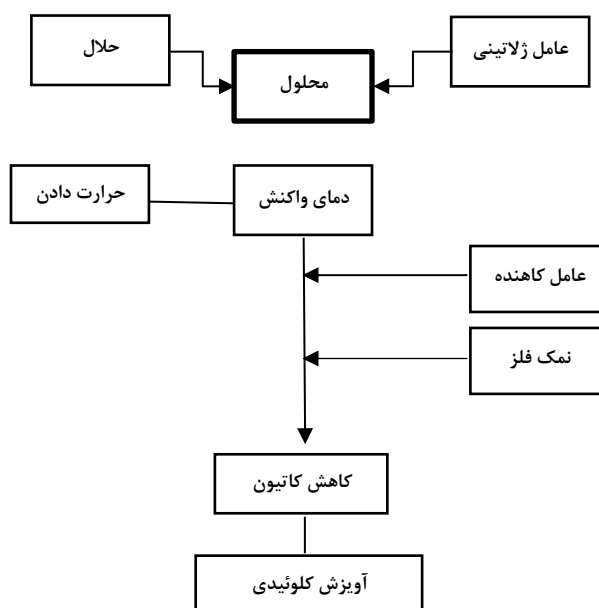 عامل ژلاتینی
حلال
محلول
دمای واکنش
حرارت دادن
عامل کاهنده
نمک فلز
کاهش کاتیون
آویزش کلوئیدی